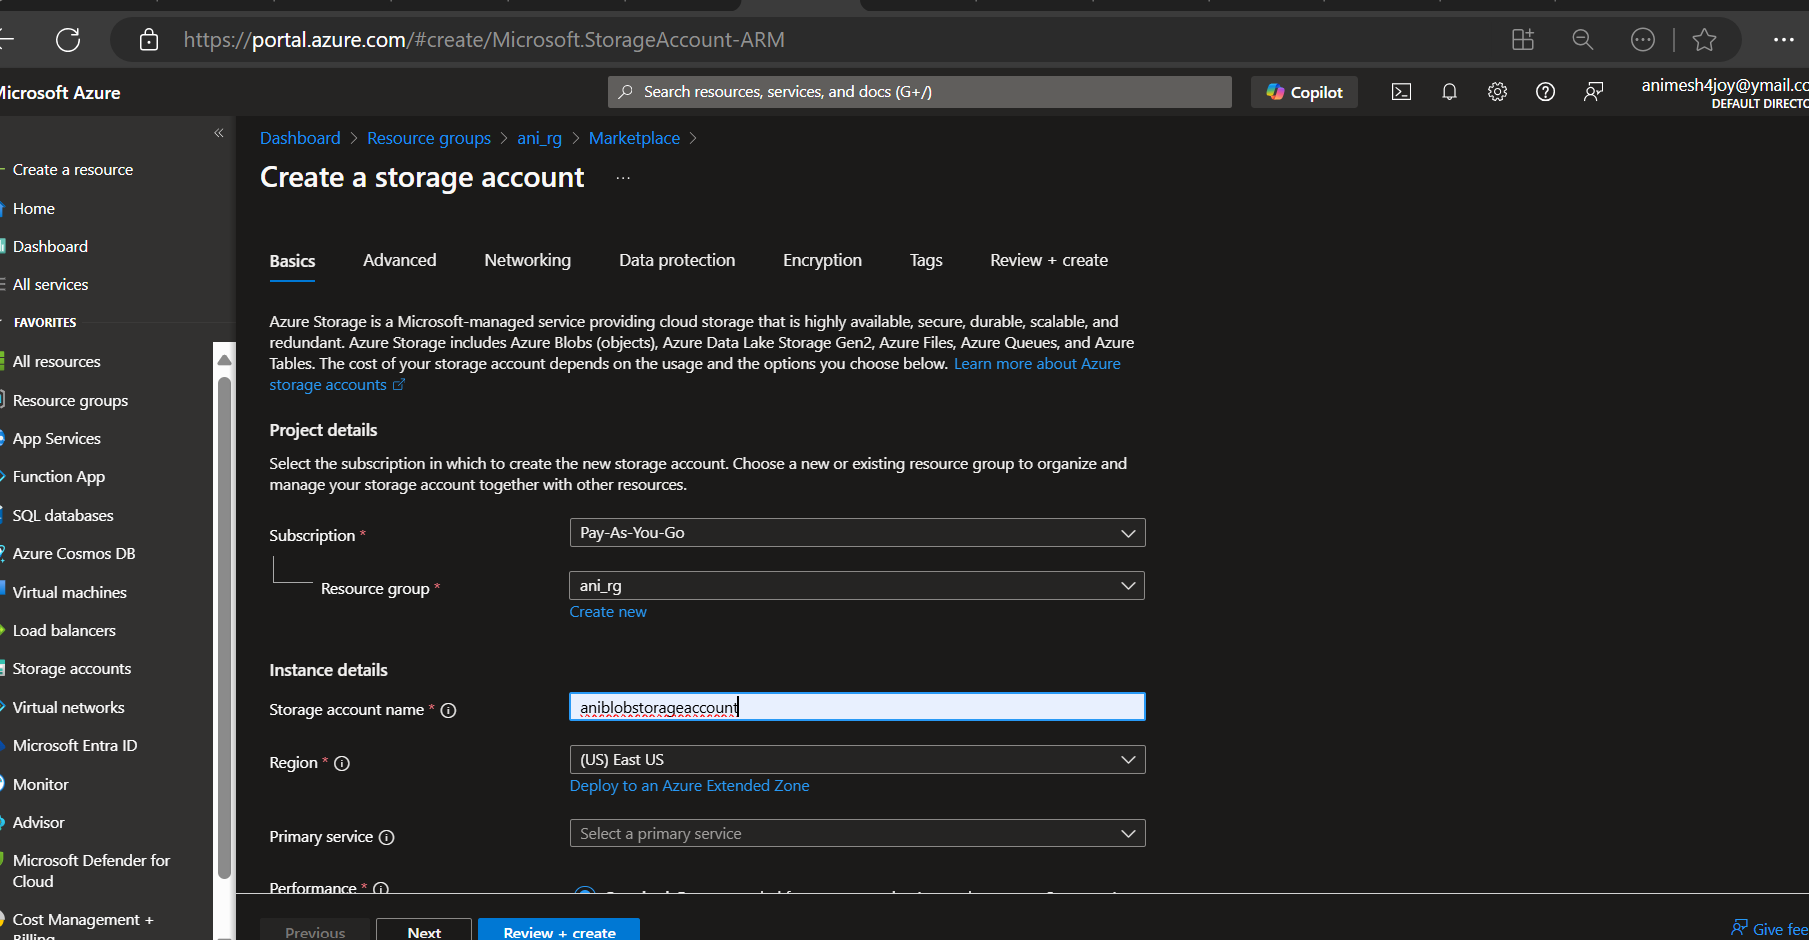 https://portal.azure.com/#create/Microsoft.StorageAccount-ARM
Microsoft Azure
Search resources, services, and docs (G+/)
Copilot
animesh4joy@ymail.co
DEFAULT DIRECTO
Create a resource
Home
Dashboard
All services
FAVORITES
All resources
Resource groups
App Services
Function App
SQL databases
Azure Cosmos DB
Virtual machines
Load balancers
Storage accounts
Virtual networks
Microsoft Entra ID
Monitor
Advisor
Microsoft Defender for
Cloud
Cost Management +
Billing
Dashboard > Resource groups > ani_rg > Marketplace >
Create a storage account ...
Basics Advanced Networking Data protection Encryption Tags Review + create
Azure Storage is a Microsoft-managed service providing cloud storage that is highly available, secure, durable, scalable, and
redundant. Azure Storage includes Azure Blobs (objects), Azure Data Lake Storage Gen2, Azure Files, Azure Queues, and Azure
Tables. The cost of your storage account depends on the usage and the options you choose below. Learn more about Azure
storage accounts
Project details
Select the subscription in which to create the new storage account. Choose a new or existing resource group to organize and
manage your storage account together with other resources.
Subscription * Pay-As-You-Go
Resource group * ani_rg
Create new
Instance details
Storage account name * aniblobstorageaccount
Region * (US) East US
Deploy to an Azure Extended Zone
Primary service Select a primary service
Performance *
Previous Next Review + create
Give fee